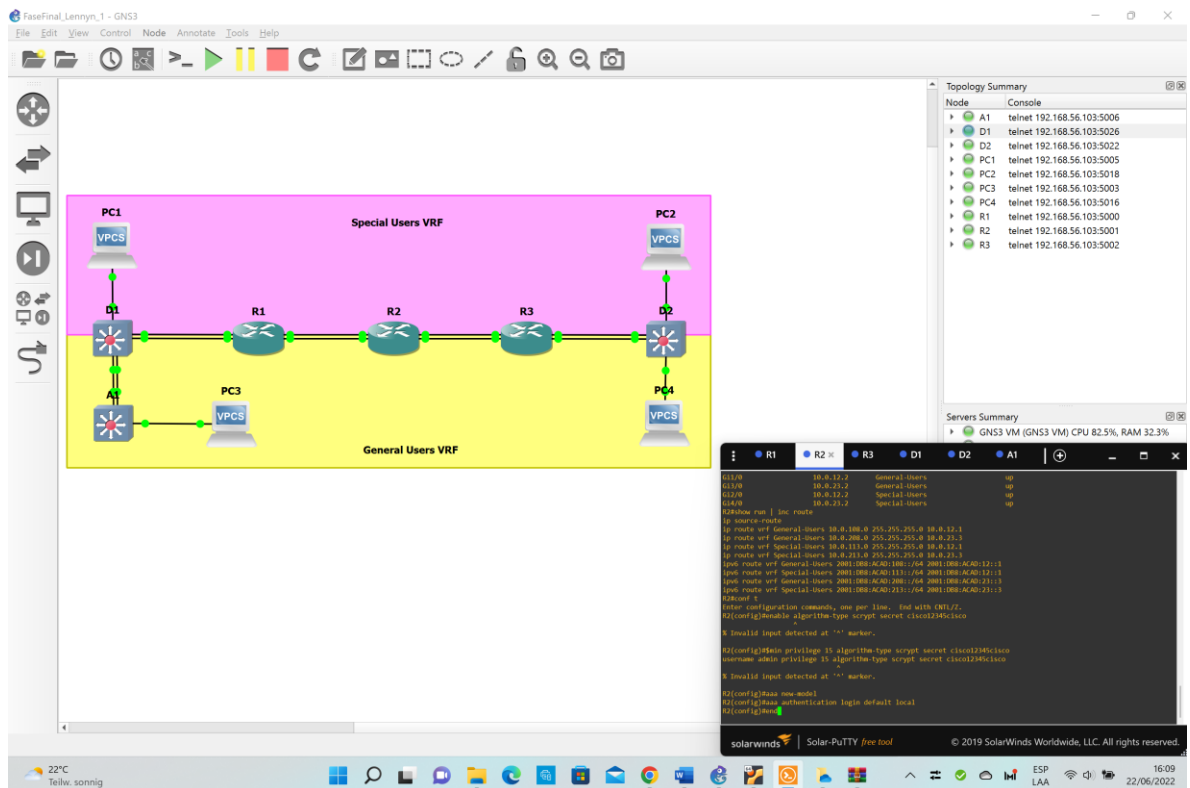 FaseFinal_Lennyn_1 - GNS3
File Edit View Control Node Annotate Tools Help
Topology Summary
Node Console
A1 telnet 192.168.56.103:5006
D1 telnet 192.168.56.103:5026
D2 telnet 192.168.56.103:5022
PC1 telnet 192.168.56.103:5005
PC2 telnet 192.168.56.103:5018
PC3 telnet 192.168.56.103:5003
PC4 telnet 192.168.56.103:5016
R1 telnet 192.168.56.103:5000
R2 telnet 192.168.56.103:5001
R3 telnet 192.168.56.103:5002
PC1
Special Users VRF
PC2
VPCS
VPCS
D1
R1
R2
R3
D2
A1
PC3
PC4
VPCS
VPCS
General Users VRF
Servers Summary
GNS3 VM (GNS3 VM) CPU 82.5%, RAM 32.3%
R1 R2 × R3 D1 D2 A1
Gi1/0 10.0.12.2 General-Users up
Gi3/0 10.0.23.2 General-Users up
Gi2/0 10.0.12.2 Special-Users up
Gi4/0 10.0.23.2 Special-Users up
R2#show run | inc route
ip source-route
ip route vrf General-Users 10.0.108.0 255.255.255.0 10.0.12.1
ip route vrf General-Users 10.0.208.0 255.255.255.0 10.0.23.3
ip route vrf Special-Users 10.0.113.0 255.255.255.0 10.0.12.1
ip route vrf Special-Users 10.0.213.0 255.255.255.0 10.0.23.3
ipv6 route vrf General-Users 2001:DB8:ACAD:108::/64 2001:DB8:ACAD:12::1
ipv6 route vrf Special-Users 2001:DB8:ACAD:113::/64 2001:DB8:ACAD:12::1
ipv6 route vrf General-Users 2001:DB8:ACAD:208::/64 2001:DB8:ACAD:23::3
ipv6 route vrf Special-Users 2001:DB8:ACAD:213::/64 2001:DB8:ACAD:23::3
R2#conf t
Enter configuration commands, one per line. End with CNTL/Z.
R2(config)#enable algorithm-type scrypt secret cisco12345cisco
^
% Invalid input detected at '^' marker.
R2(config)#$min privilege 15 algorithm-type scrypt secret cisco12345cisco
username admin privilege 15 algorithm-type scrypt secret cisco12345cisco
^
% Invalid input detected at '^' marker.
R2(config)#aaa new-model
R2(config)#aaa authentication login default local
R2(config)#end
solarwinds Solar-PuTTY free tool © 2019 SolarWinds Worldwide, LLC. All rights reserved.
22°C
Teilw. sonnig
ESP
LAA
16:09
22/06/2022